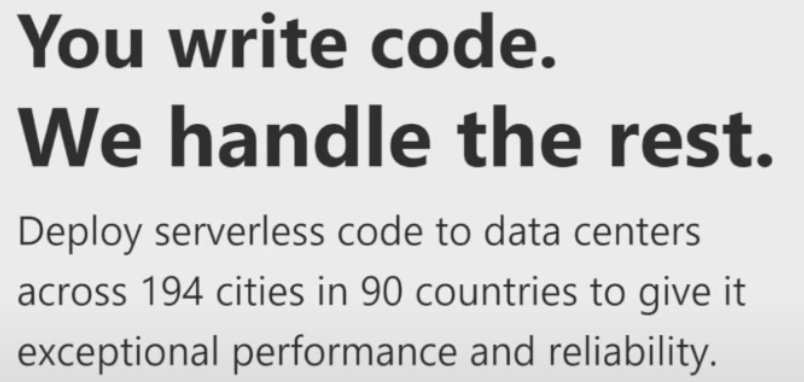 You write code.
We handle the rest.
Deploy serverless code to data centers
across 194 cities in 90 countries to give it
exceptional performance and reliability.